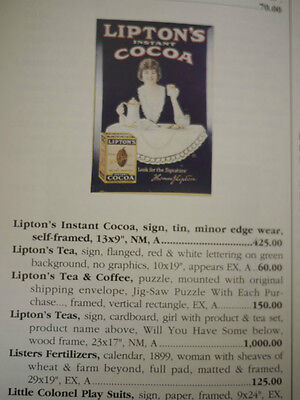 70.00
LIPTON'S
INSTANT
COCOA
LIPTON'S
COCOA
Look for the Signature
Thomas J. Lipton
Lipton's Instant Cocoa, sign, tin, minor edge wear,
self-framed, 13x9", NM, A....................425.00
Lipton's Tea, sign, flanged, red & white lettering on green
background, no graphics, 10x19", appears EX, A .60.00
Lipton's Tea & Coffee, puzzle, mounted with original
shipping envelope, Jig-Saw Puzzle With Each Pur-
chase..., framed, vertical rectangle, EX, A..........150.00
Lipton's Teas, sign, cardboard, girl with product & tea set,
product name above, Will You Have Some below,
wood frame, 23x17", NM, A....................1,000.00
Listers Fertilizers, calendar, 1899, woman with sheaves of
wheat & farm beyond, full pad, matted & framed,
29x19", EX, A....................125.00
Little Colonel Play Suits, sign, paper, framed, 9x24", EX,